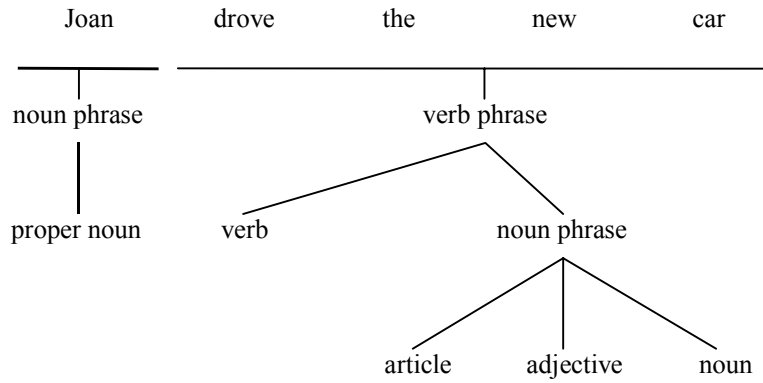 Joan drove the new car
noun phrase verb phrase
proper noun verb noun phrase
article adjective noun